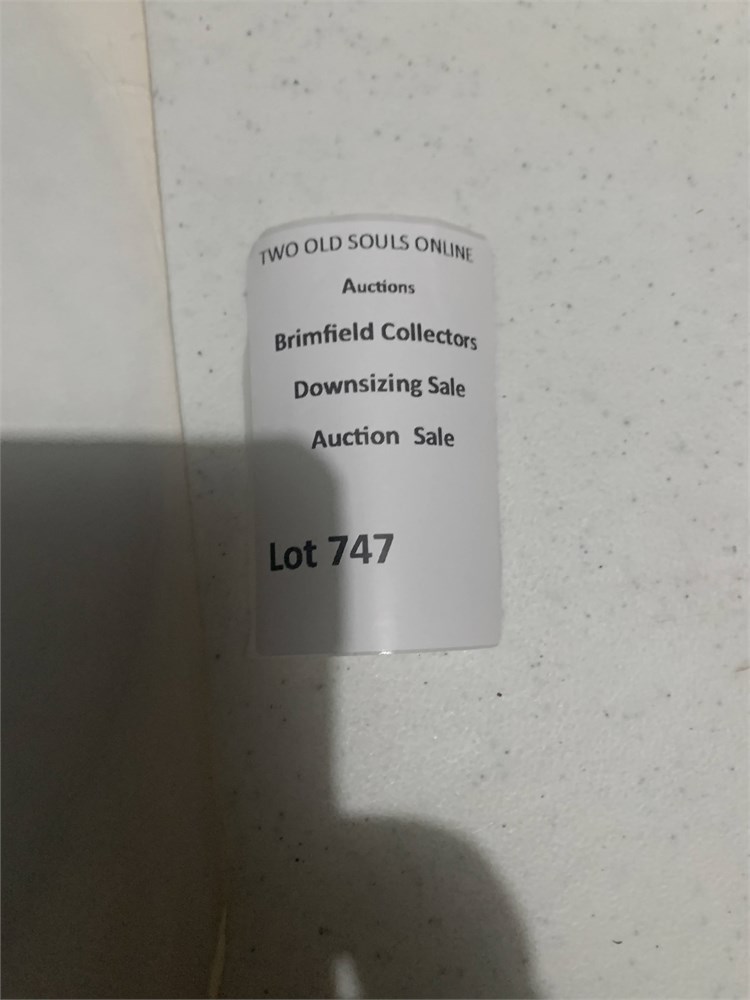 TWO OLD SOULS ONLINE
Auctions
Brimfield Collectors
Downsizing Sale
Auction Sale
Lot 747